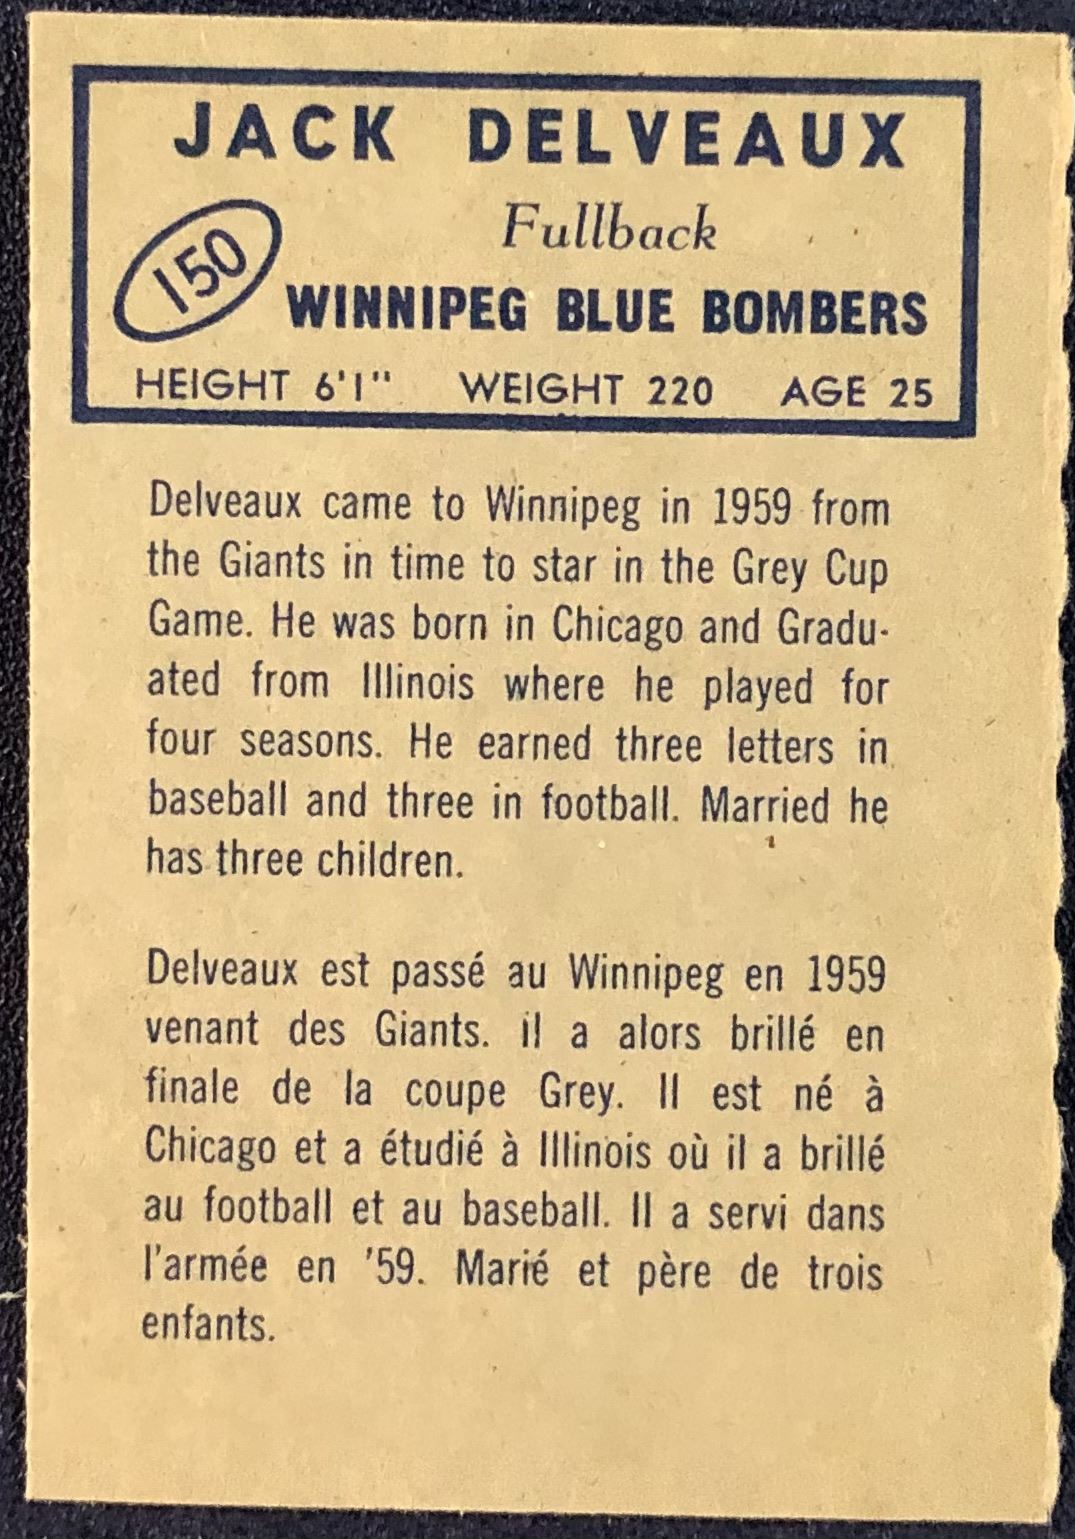 JACK DELVEAUX
Fullback
150
WINNIPEG BLUE BOMBERS
HEIGHT 6'1" WEIGHT 220 AGE 25
Delveaux came to Winnipeg in 1959 from
the Giants in time to star in the Grey Cup
Game. He was born in Chicago and Gradu-
ated from Illinois where he played for
four seasons. He earned three letters in
baseball and three in football. Married he
has three children.
Delveaux est passé au Winnipeg en 1959
venant des Giants. il a alors brillé en
finale de la coupe Grey. Il est né à
Chicago et a étudié à Illinois où il a brillé
au football et au baseball. Il a servi dans
l'armée en '59. Marié et père de trois
enfants.